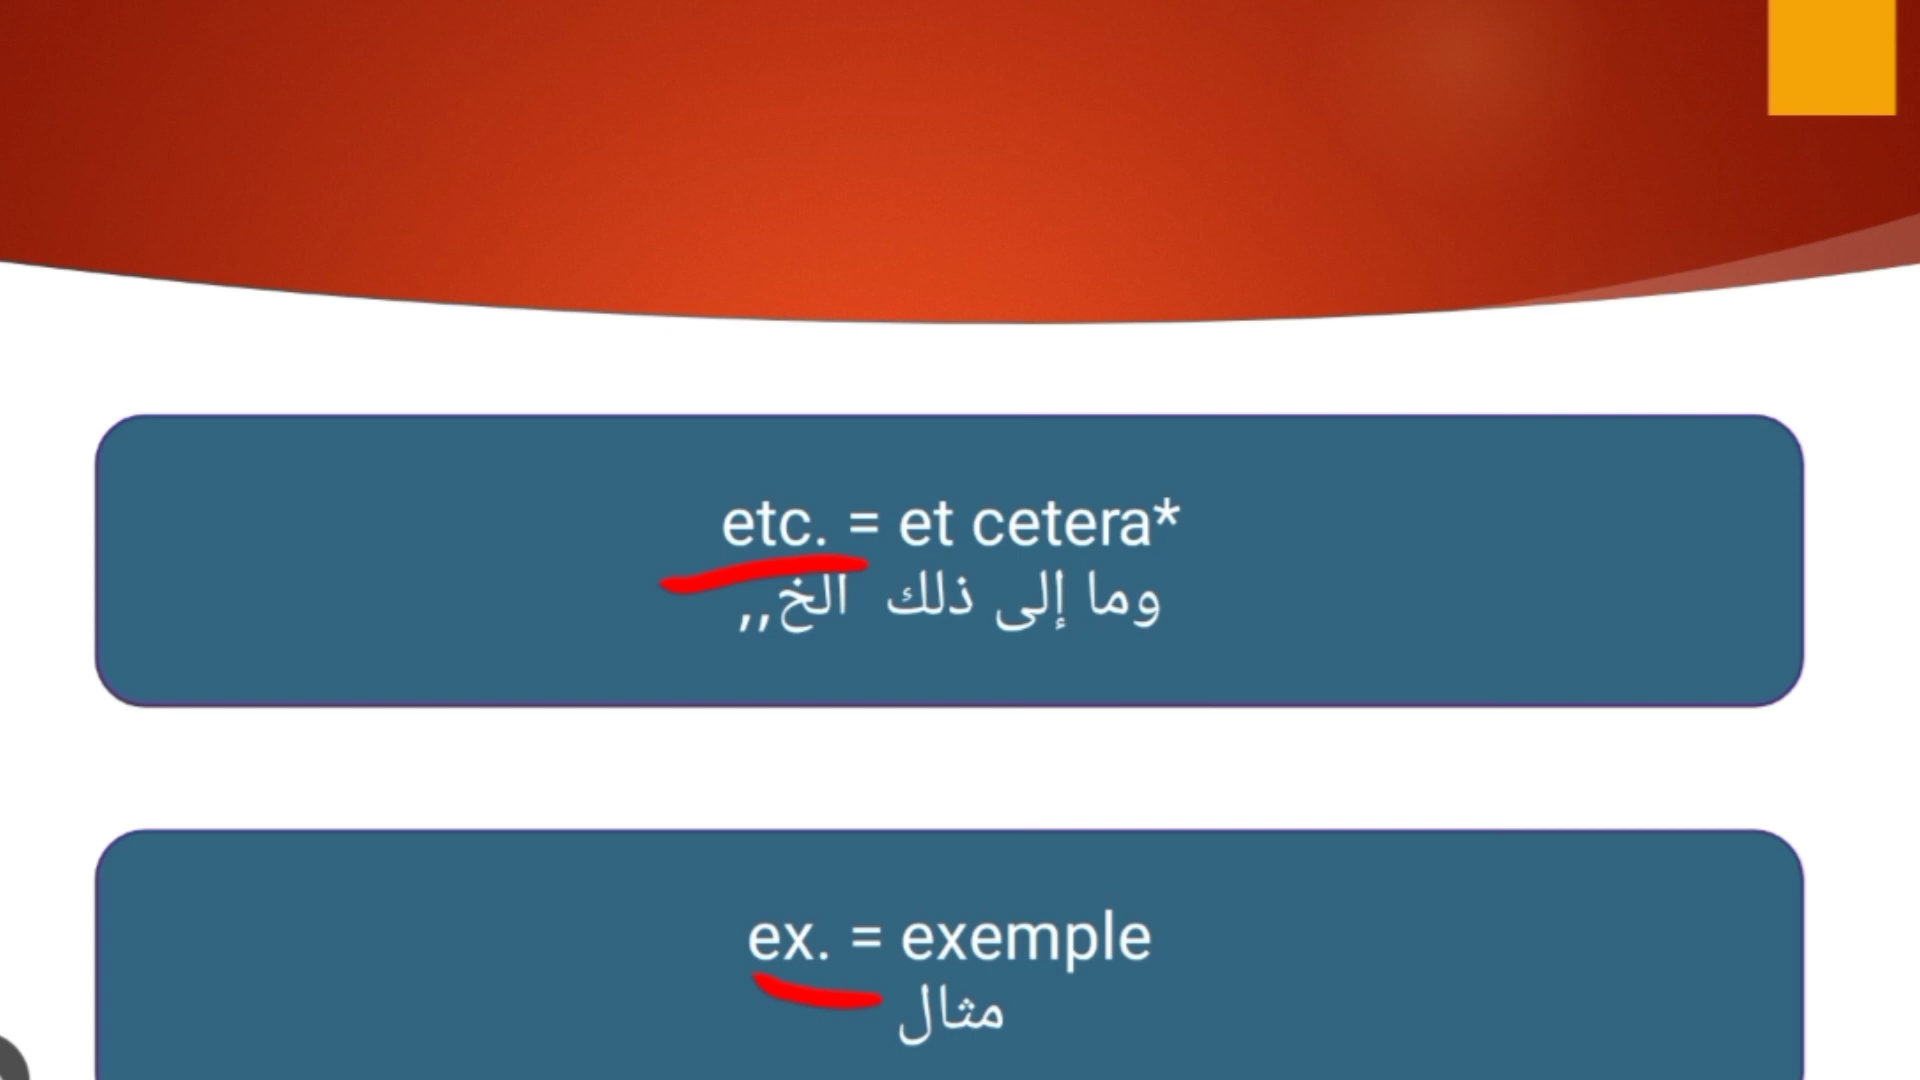 etc. = et cetera*
وما إلى ذلك الخ,,
ex. = exemple
مثال